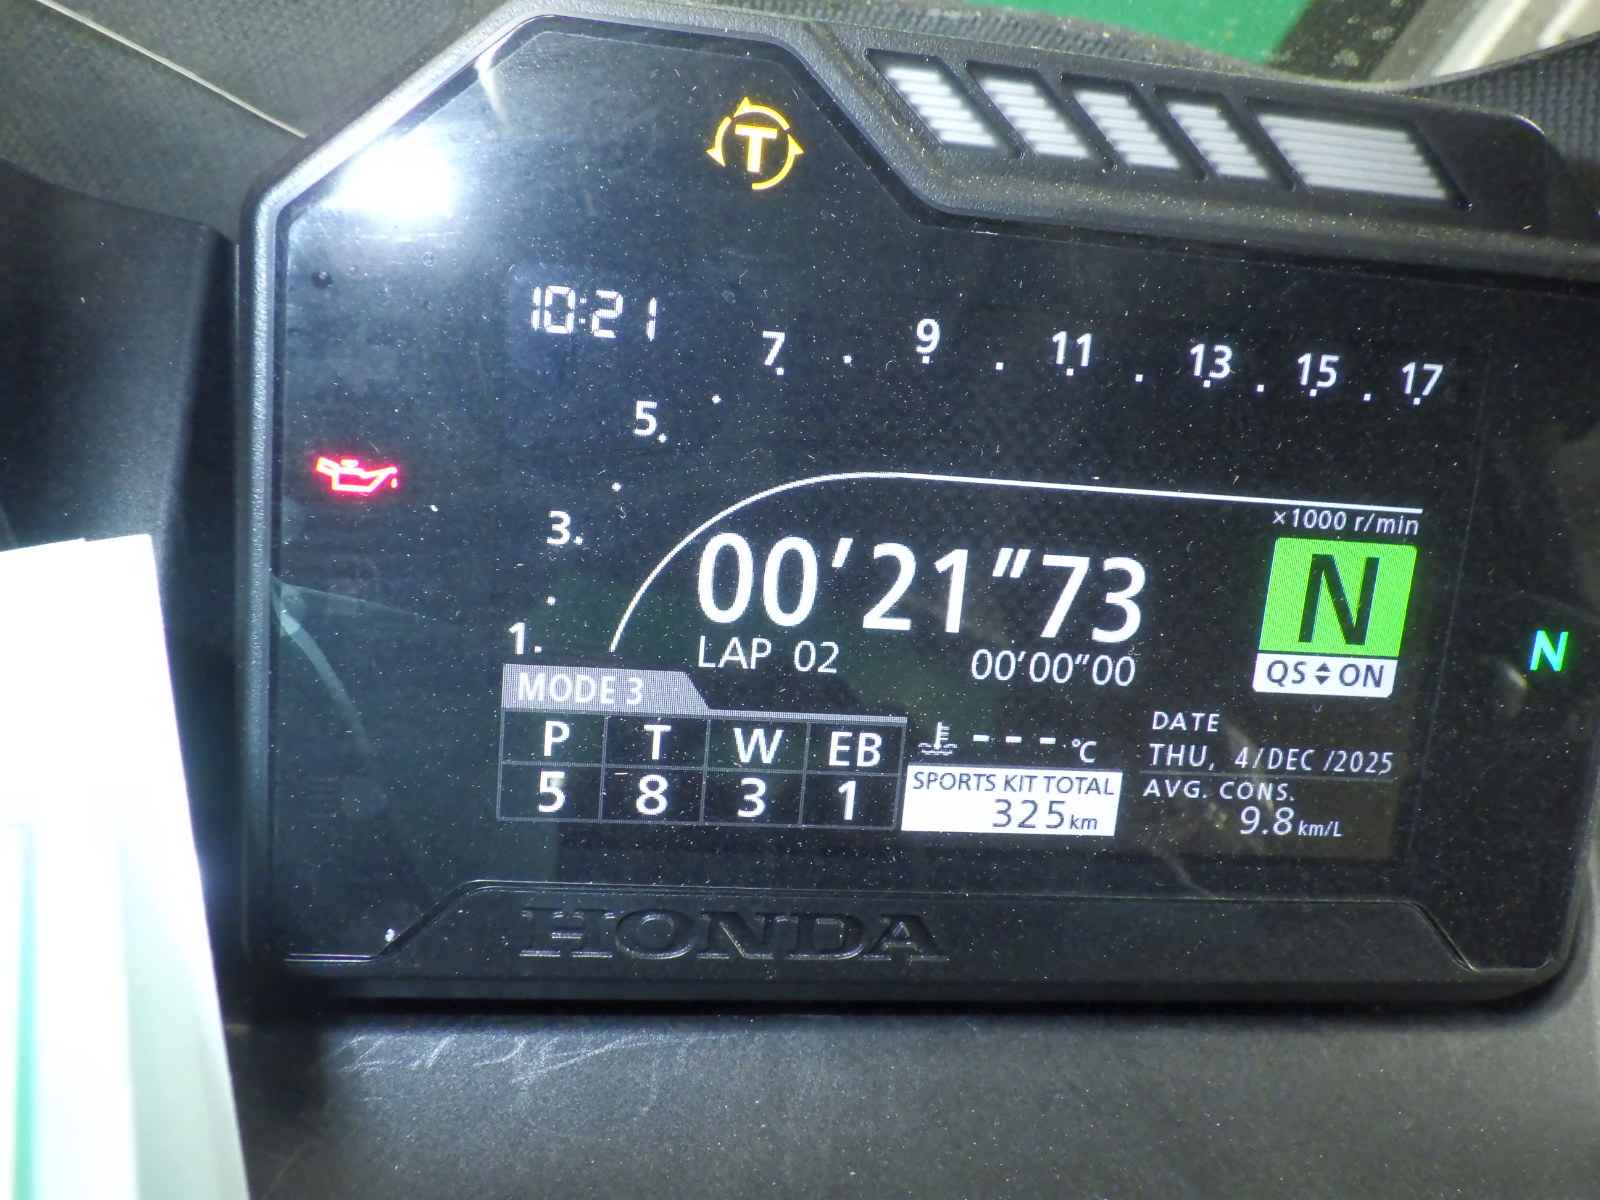 T
10:21
7 9 11 13 15 17
5
3
1
×1000 r/min
00'21"73
N
N
LAP 02 00'00"00
QS ON
MODE 3
P T W EB
5 8 3 1
---°C
SPORTS KIT TOTAL
325 km
DATE
THU, 4/DEC /2025
AVG. CONS.
9.8 km/L
HONDA